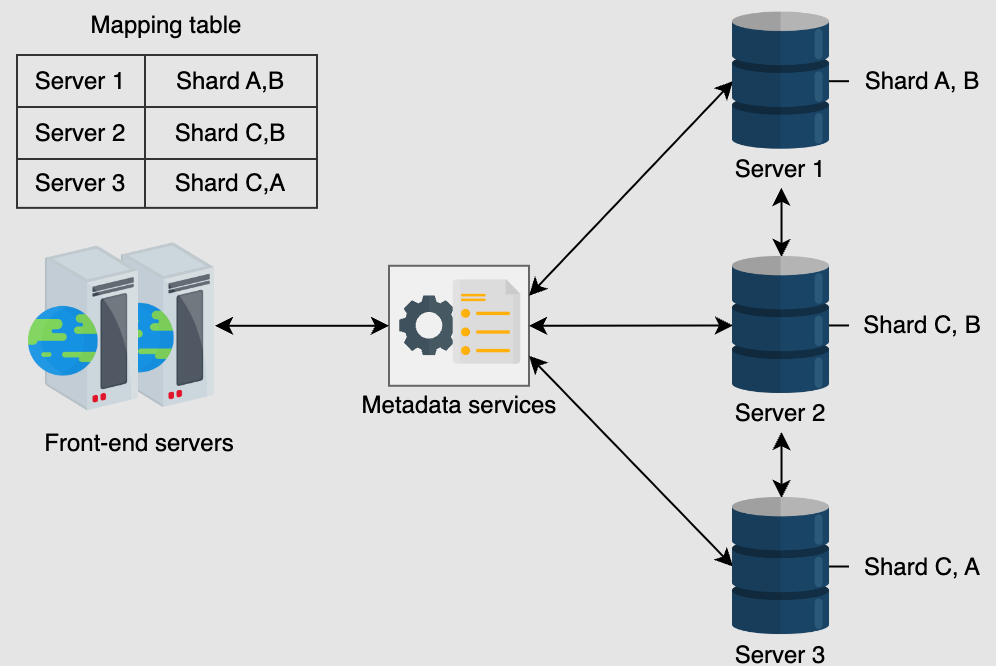 Mapping table
Server 1 Shard A,B
Server 2 Shard C,B
Server 3 Shard C,A
Front-end servers
Metadata services
Shard A, B
Server 1
Shard C, B
Server 2
Shard C, A
Server 3